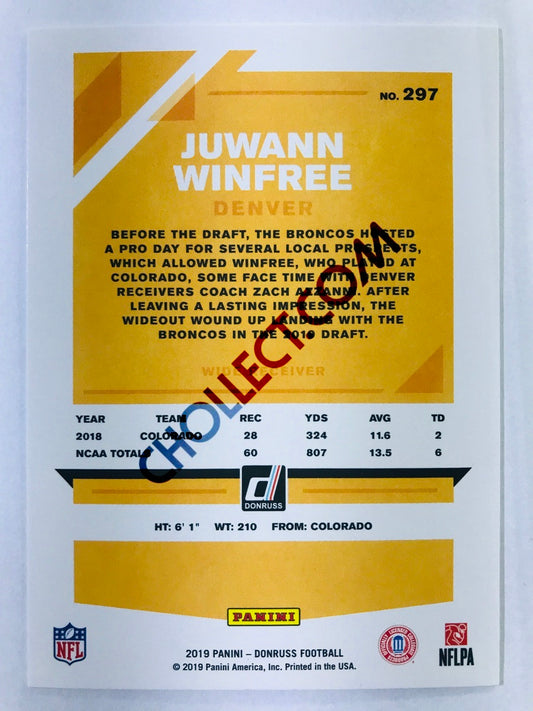 NO. 297
JUWANN
WINFREE
DENVER
BEFORE THE DRAFT, THE BRONCOS HOSTED
A PRO DAY FOR SEVERAL LOCAL PROSPECTS,
WHICH ALLOWED WINFREE, WHO PLAYED AT
COLORADO, SOME FACE TIME WITH DENVER
RECEIVERS COACH ZACH AZZANNI. AFTER
LEAVING A LASTING IMPRESSION, THE
WIDEOUT WOUND UP LANDING WITH THE
BRONCOS IN THE 2019 DRAFT.
WIDE RECEIVER
CHOLLECT.COM
YEAR TEAM REC YDS AVG TD
2018 COLORADO 28 324 11.6 2
NCAA TOTALS 60 807 13.5 6
DONRUSS
HT: 6' 1" WT: 210 FROM: COLORADO
PANINI
NFL
2019 PANINI – DONRUSS FOOTBALL
© 2019 Panini America, Inc. Printed in the USA.
OFFICIALLY LICENSED COLLEGIATE PRODUCTS
NFLPA